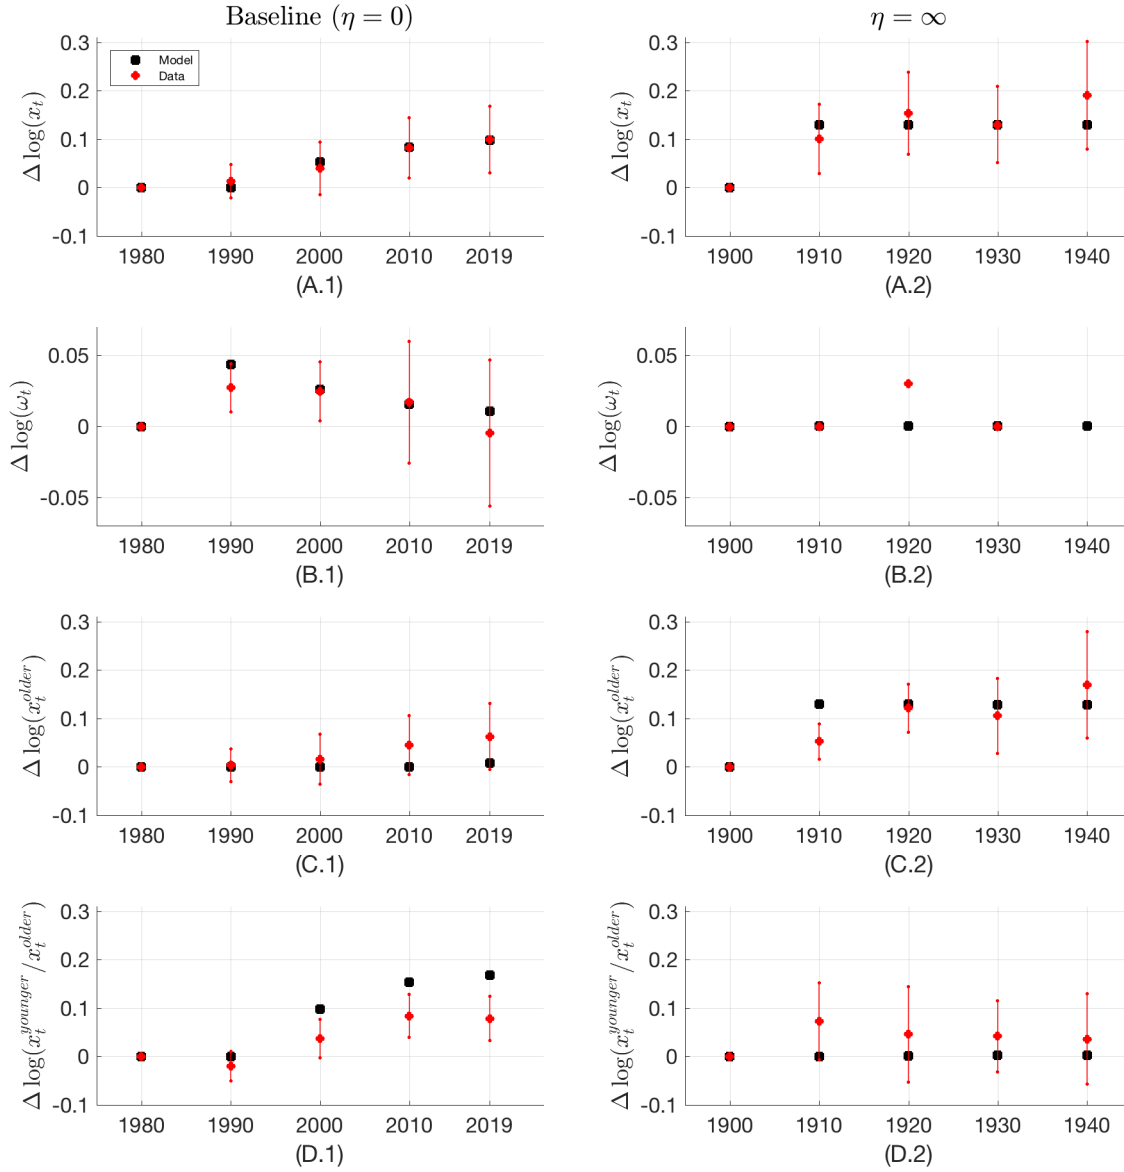 Baseline (η = 0)
η = ∞
Model
Data
Δ log(x_t)
0.3
0.2
0.1
0
-0.1
1980 1990 2000 2010 2019
(A.1)
Δ log(x_t)
0.3
0.2
0.1
0
-0.1
1900 1910 1920 1930 1940
(A.2)
Δ log(ω_t)
0.05
0
-0.05
1980 1990 2000 2010 2019
(B.1)
Δ log(ω_t)
0.05
0
-0.05
1900 1910 1920 1930 1940
(B.2)
Δ log(x_t^{older})
0.3
0.2
0.1
0
-0.1
1980 1990 2000 2010 2019
(C.1)
Δ log(x_t^{older})
0.3
0.2
0.1
0
-0.1
1900 1910 1920 1930 1940
(C.2)
Δ log(x_t^{younger}/x_t^{older})
0.3
0.2
0.1
0
-0.1
1980 1990 2000 2010 2019
(D.1)
Δ log(x_t^{younger}/x_t^{older})
0.3
0.2
0.1
0
-0.1
1900 1910 1920 1930 1940
(D.2)